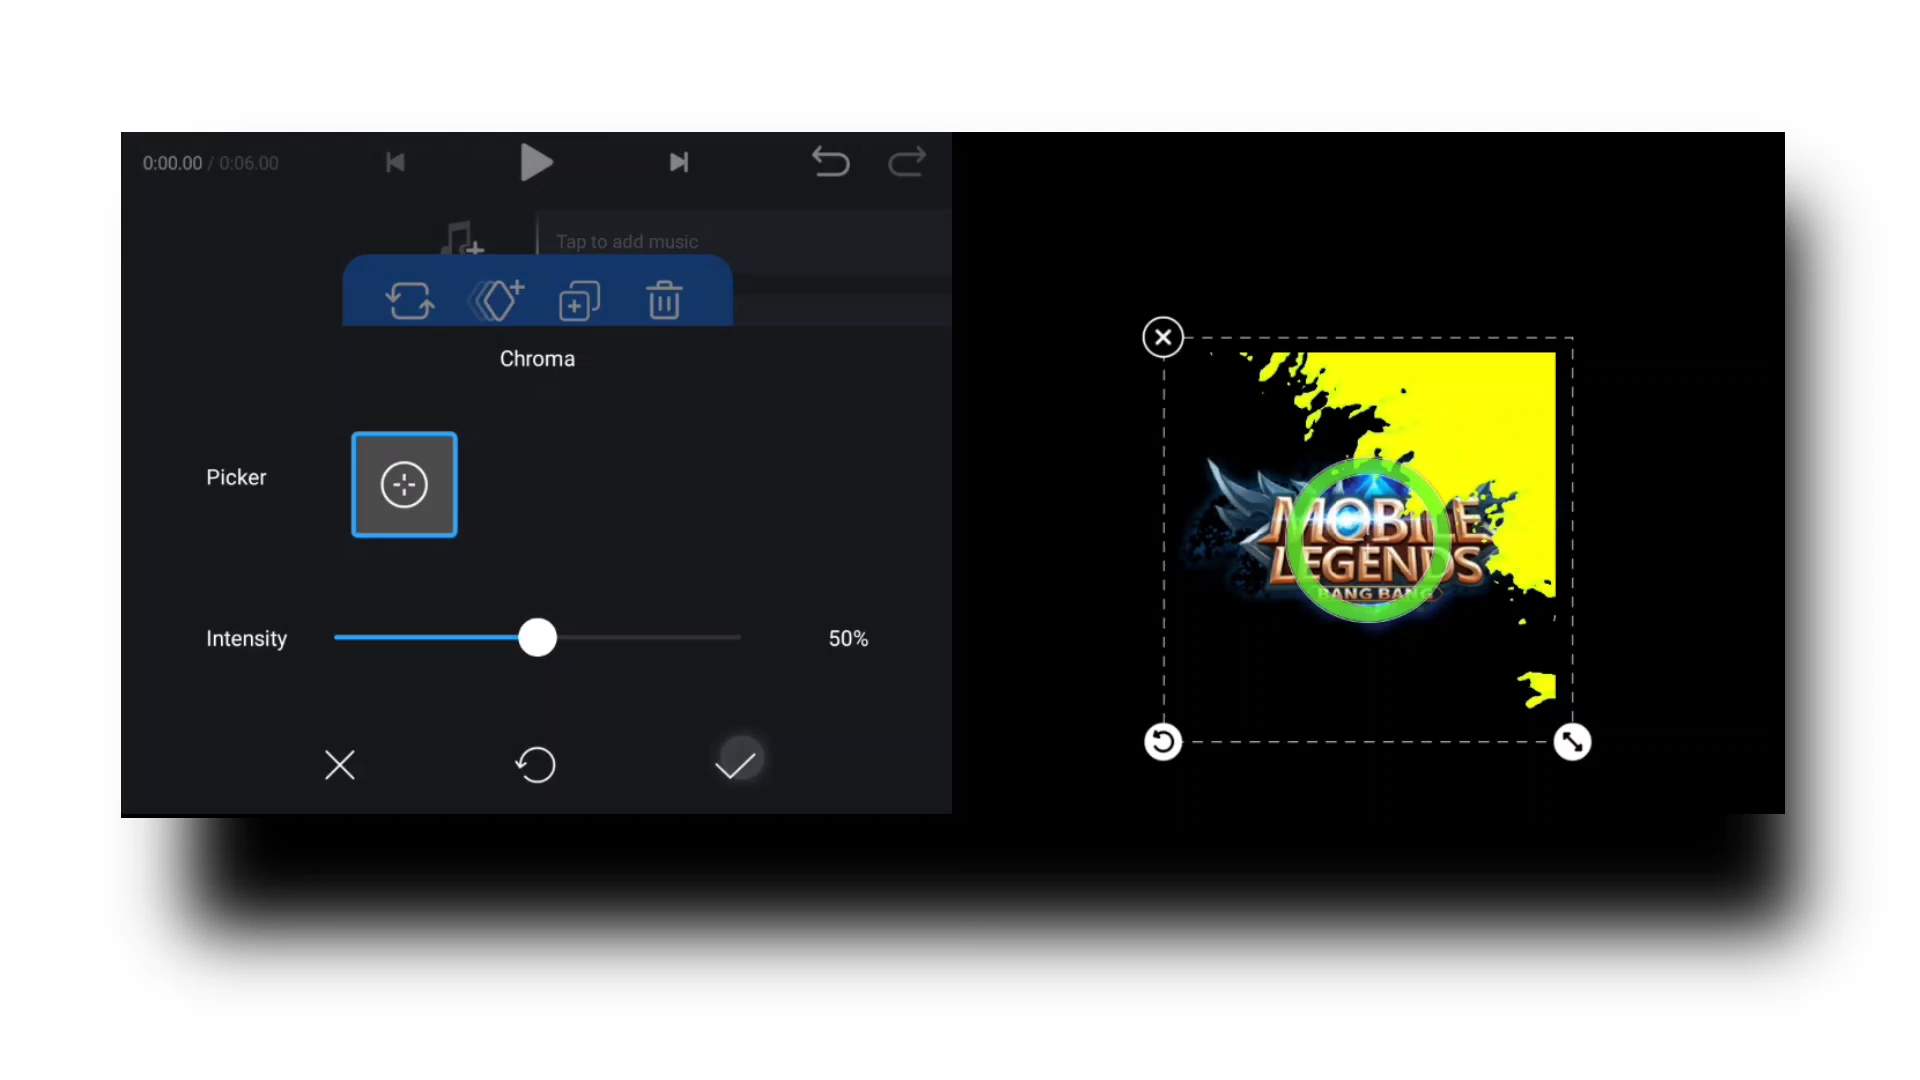 0:00.00 / 0:06.00
Tap to add music
Chroma
Picker
Intensity
50%
MOBILE
LEGENDS
BANG BANG